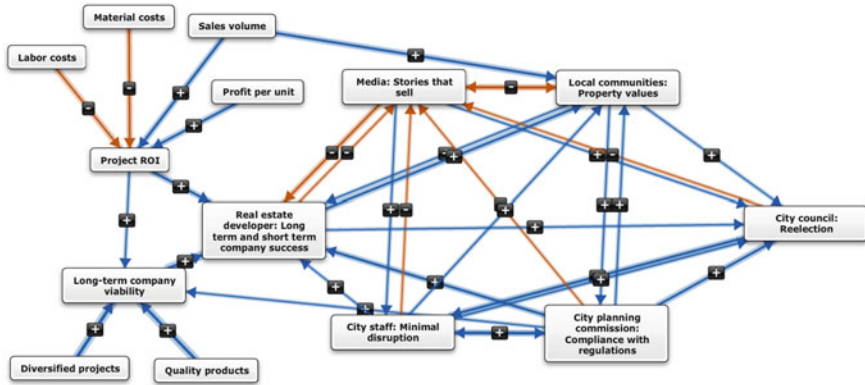 Material costs
Sales volume
Labor costs
Media: Stories that
sell
Local communities:
Property values
Profit per unit
Project ROI
Real estate
developer: Long
term and short term
company success
City council:
Reelection
Long-term company
viability
City staff: Minimal
disruption
City planning
commission:
Compliance with
regulations
Diversified projects
Quality products